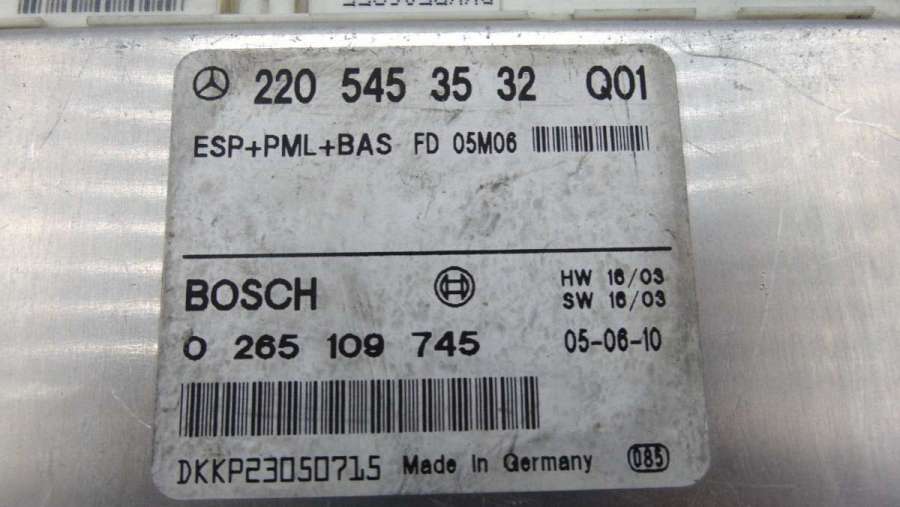 220 545 35 32 Q01
ESP+PML+BAS FD 05M06
BOSCH
HW 16/03
SW 16/03
0 265 109 745 05-06-10
DKKP23050715 Made in Germany 085